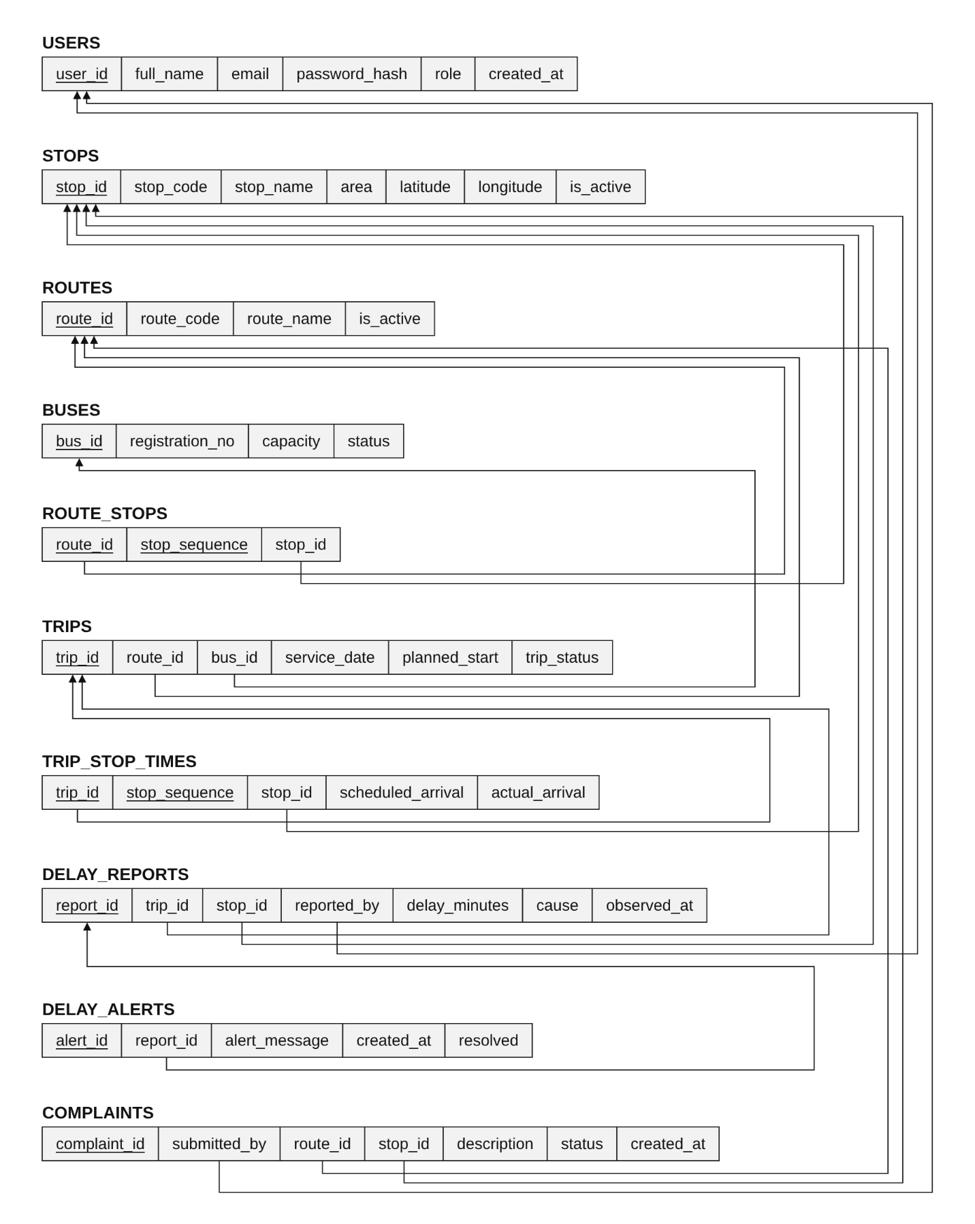 USERS
user_id full_name email password_hash role created_at
STOPS
stop_id stop_code stop_name area latitude longitude is_active
ROUTES
route_id route_code route_name is_active
BUSES
bus_id registration_no capacity status
ROUTE_STOPS
route_id stop_sequence stop_id
TRIPS
trip_id route_id bus_id service_date planned_start trip_status
TRIP_STOP_TIMES
trip_id stop_sequence stop_id scheduled_arrival actual_arrival
DELAY_REPORTS
report_id trip_id stop_id reported_by delay_minutes cause observed_at
DELAY_ALERTS
alert_id report_id alert_message created_at resolved
COMPLAINTS
complaint_id submitted_by route_id stop_id description status created_at